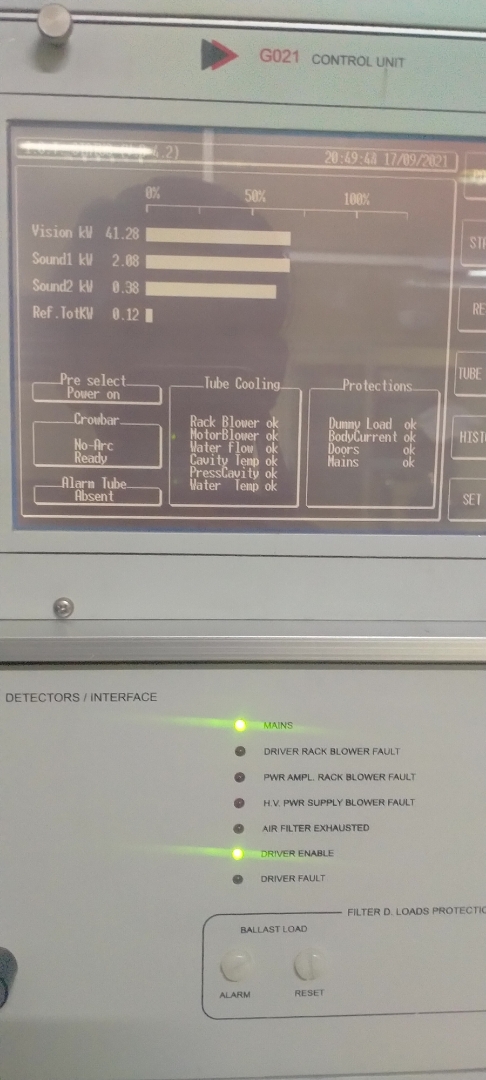 G021 CONTROL UNIT
20:49:48 17/09/2021
0% 50% 100%
Vision kW 41.28
Sound1 kW 2.08
Sound2 kW 0.38
Ref.TotKW 0.12
Pre select
Power on
Crowbar
No-Arc
Ready
Alarm Tube
Absent
Tube Cooling
Rack Blower ok
MotorBlower ok
Water flow ok
Cavity Temp ok
PressCavity ok
Water Temp ok
Protections
Dummy Load ok
BodyCurrent ok
Doors ok
Mains ok
RE
TUBE
HIST
SET
DETECTORS / INTERFACE
MAINS
DRIVER RACK BLOWER FAULT
PWR AMPL. RACK BLOWER FAULT
H.V. PWR SUPPLY BLOWER FAULT
AIR FILTER EXHAUSTED
DRIVER ENABLE
DRIVER FAULT
FILTER D. LOADS PROTECTIO
BALLAST LOAD
ALARM RESET